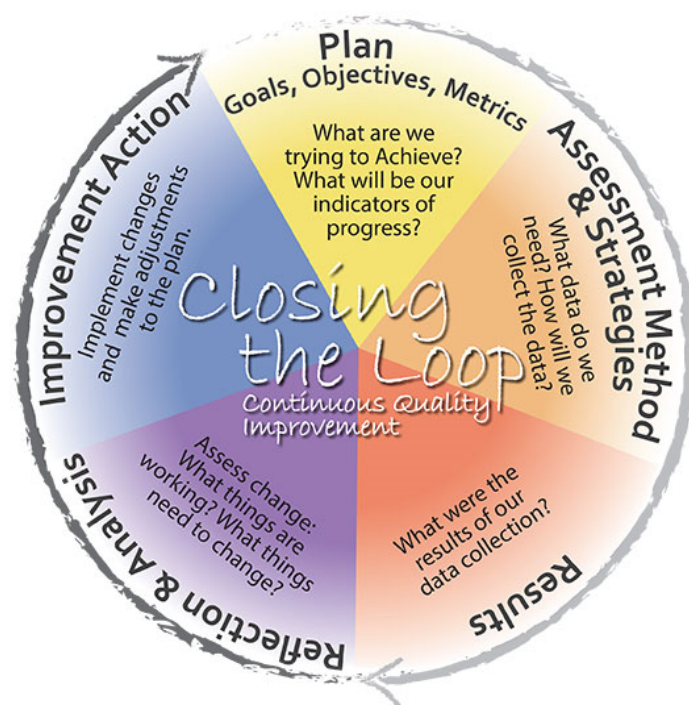 Plan
Goals, Objectives, Metrics
What are we
trying to Achieve?
What will be our
indicators of
progress?
Assessment Method
& Strategies
What data do we
need? How will we
collect the data?
Results
What were the
results of our
data collection?
Reflection & Analysis
Assess change:
What things are
working? What things
need to change?
Improvement Action
Implement changes
and make adjustments
to the plan.
Closing
the Loop
Continuous Quality
Improvement